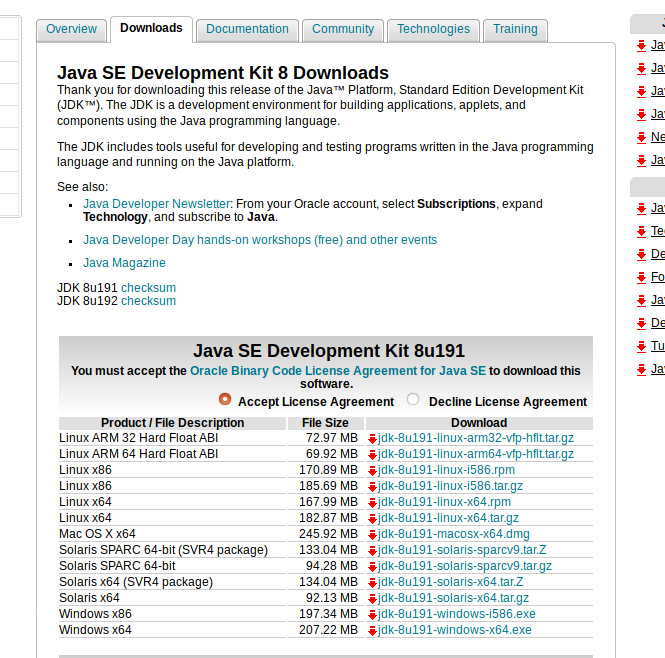 Overview Downloads Documentation Community Technologies Training
Java SE Development Kit 8 Downloads
Thank you for downloading this release of the Java™ Platform, Standard Edition Development Kit
(JDK™). The JDK is a development environment for building applications, applets, and
components using the Java programming language.
The JDK includes tools useful for developing and testing programs written in the Java programming
language and running on the Java platform.
See also:
Java Developer Newsletter: From your Oracle account, select Subscriptions, expand
Technology, and subscribe to Java.
Java Developer Day hands-on workshops (free) and other events
Java Magazine
JDK 8u191 checksum
JDK 8u192 checksum
Java SE Development Kit 8u191
You must accept the Oracle Binary Code License Agreement for Java SE to download this
software.
Accept License Agreement Decline License Agreement
Product / File Description File Size Download
Linux ARM 32 Hard Float ABI 72.97 MB jdk-8u191-linux-arm32-vfp-hflt.tar.gz
Linux ARM 64 Hard Float ABI 69.92 MB jdk-8u191-linux-arm64-vfp-hflt.tar.gz
Linux x86 170.89 MB jdk-8u191-linux-i586.rpm
Linux x86 185.69 MB jdk-8u191-linux-i586.tar.gz
Linux x64 167.99 MB jdk-8u191-linux-x64.rpm
Linux x64 182.87 MB jdk-8u191-linux-x64.tar.gz
Mac OS X x64 245.92 MB jdk-8u191-macosx-x64.dmg
Solaris SPARC 64-bit (SVR4 package) 133.04 MB jdk-8u191-solaris-sparcv9.tar.Z
Solaris SPARC 64-bit 94.28 MB jdk-8u191-solaris-sparcv9.tar.gz
Solaris x64 (SVR4 package) 134.04 MB jdk-8u191-solaris-x64.tar.Z
Solaris x64 92.13 MB jdk-8u191-solaris-x64.tar.gz
Windows x86 197.34 MB jdk-8u191-windows-i586.exe
Windows x64 207.22 MB jdk-8u191-windows-x64.exe